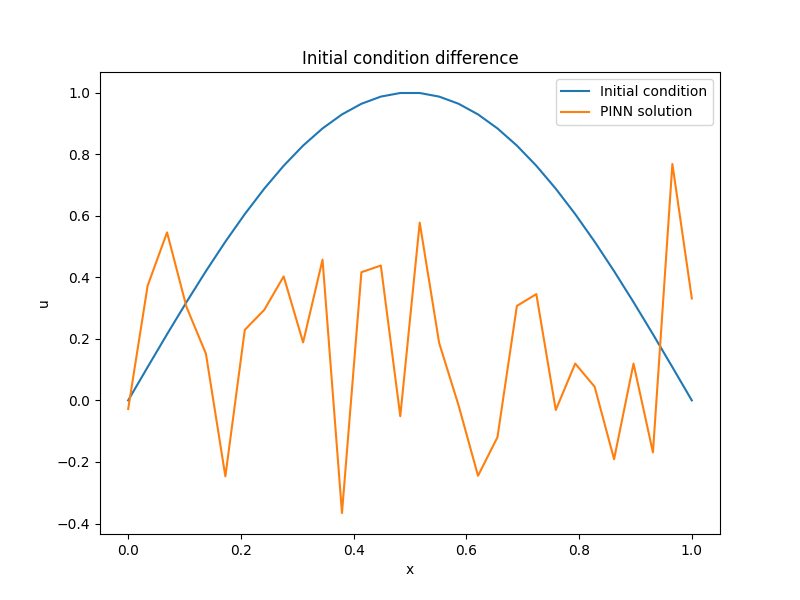 Initial condition difference
Initial condition
PINN solution
1.0
0.8
0.6
0.4
0.2
0.0
−0.2
−0.4
u
0.0 0.2 0.4 0.6 0.8 1.0
x